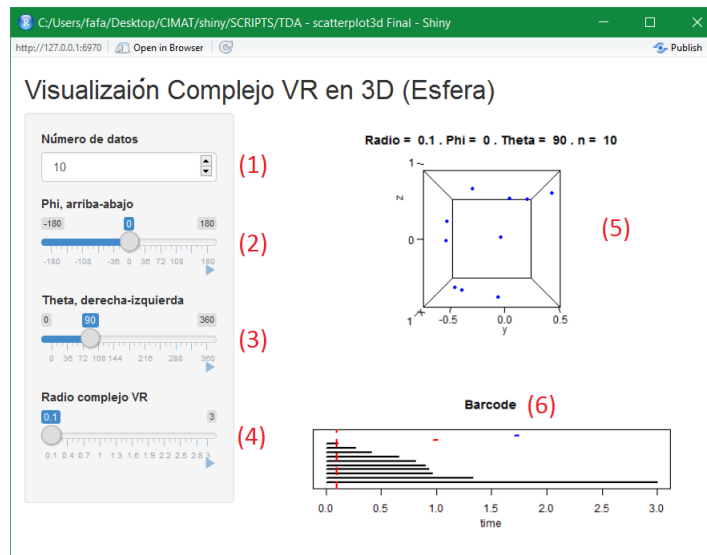 C:/Users/fafa/Desktop/CIMAT/shiny/SCRIPTS/TDA - scatterplot3d Final - Shiny
http://127.0.0.1:6970 Open in Browser Publish
Visualizaión Complejo VR en 3D (Esfera)
Número de datos
10
(1)
Phi, arriba-abajo
-180 0 180
(2)
-180 -108 -36 0 36 72 108 180
Theta, derecha-izquierda
0 90 360
(3)
0 36 72 108 144 216 288 360
Radio complejo VR
0.1 3
(4)
0.1 0.4 0.7 1 1.3 1.6 1.9 2.2 2.5 2.8 3
Radio = 0.1 . Phi = 0 . Theta = 90 . n = 10
1
z
0
1 x
-0.5 0.0 0.5
y
(5)
Barcode (6)
0.0 0.5 1.0 1.5 2.0 2.5 3.0
time